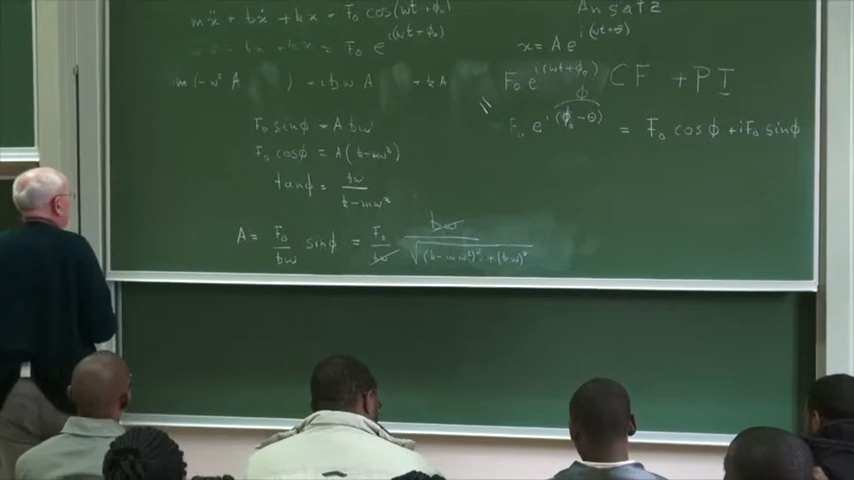 mẍ + bẋ + kx = F₀ cos(ωt + ϕ₀)
+ bẋ + kx = F₀ e^{i(ωt+ϕ₀)}
m(-ω² A ) + ibω A + kA
F₀ sinϕ = A bω
F₀ cosϕ = A(k-mω²)
tanϕ = bω / k-mω²
A = F₀/bω sinϕ = F₀/bω bω/√((k-mω²)² + (bω)²)
Ansatz
x = A e^{i(ωt+θ)}
F₀ e^{i(ωt+ϕ₀)} CF + PI
ϕ
F₀ e^{i(ϕ₀-θ)} = F₀ cosϕ + iF₀ sinϕ